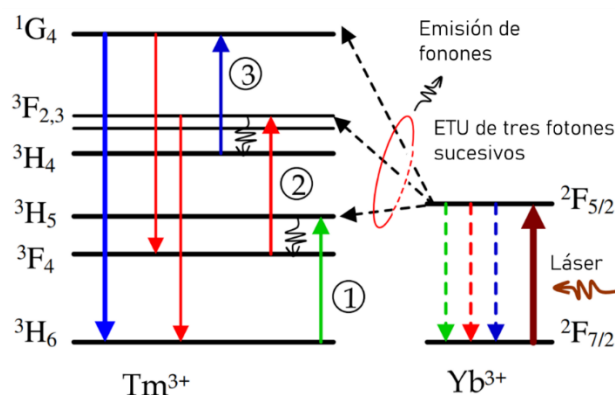 ¹G₄
³F₂,₃
³H₄
³H₅
³F₄
³H₆
③
②
①
Tm³⁺
Emisión de
fonones
ETU de tres fotones
sucesivos
²F₅/₂
Láser
²F₇/₂
Yb³⁺